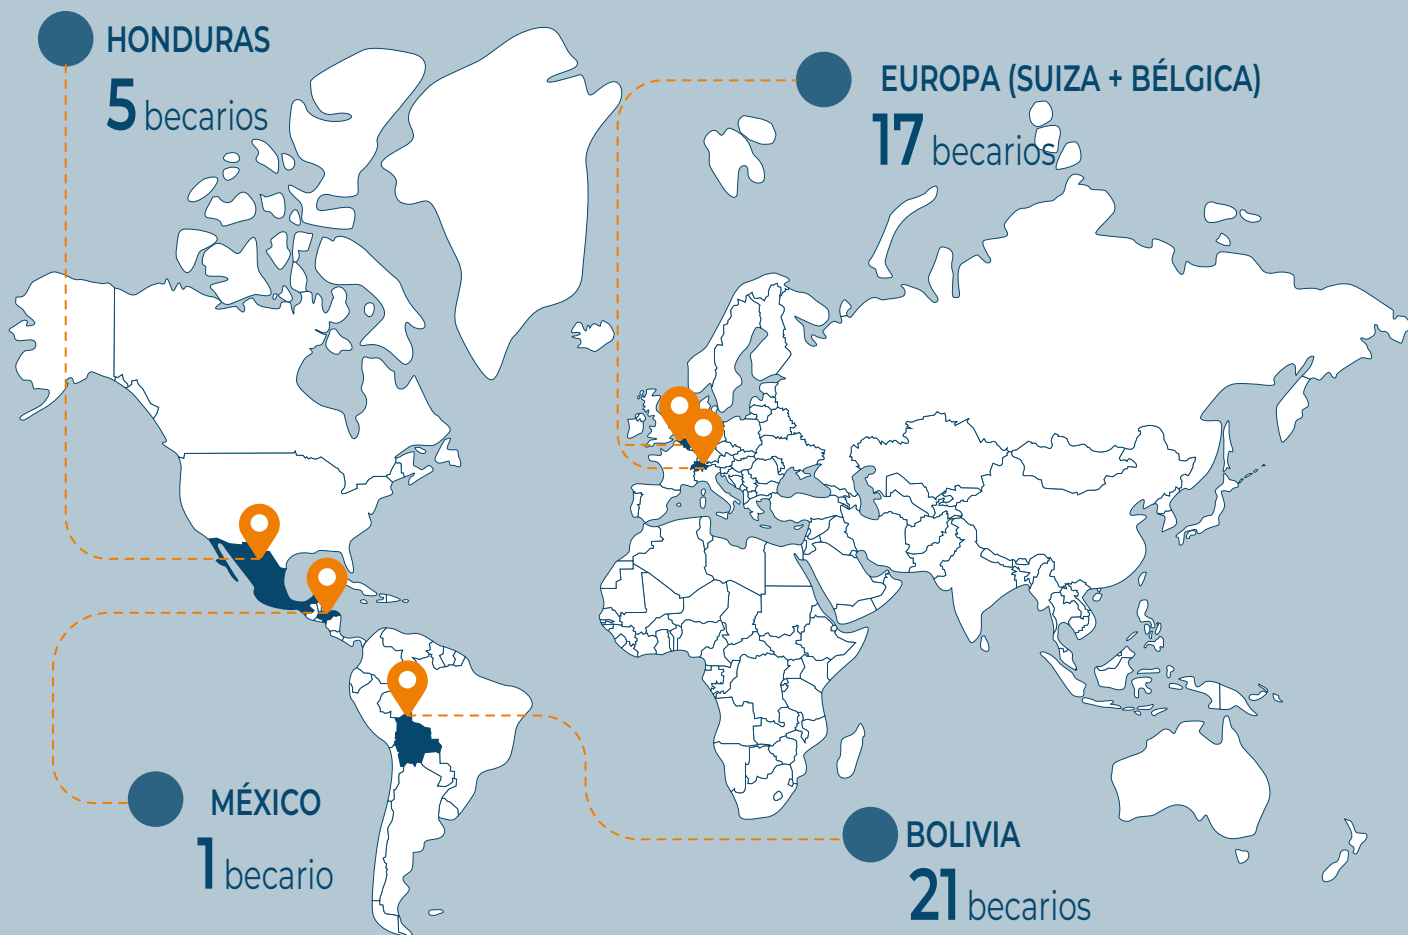 HONDURAS
5 becarios
EUROPA (SUIZA + BÉLGICA)
17 becarios
MÉXICO
1 becario
BOLIVIA
21 becarios